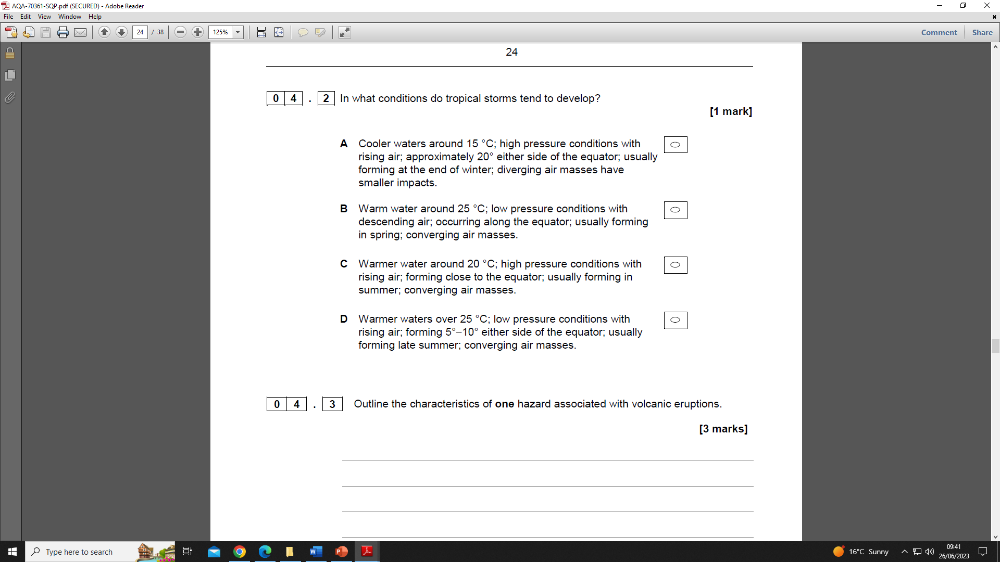 AQA-70361-SQP.pdf (SECURED) - Adobe Reader
File Edit View Window Help
24 / 38 125% Comment Share
24
0 4 . 2 In what conditions do tropical storms tend to develop?
[1 mark]
A Cooler waters around 15 °C; high pressure conditions with
rising air; approximately 20° either side of the equator; usually
forming at the end of winter; diverging air masses have
smaller impacts.
B Warm water around 25 °C; low pressure conditions with
descending air; occurring along the equator; usually forming
in spring; converging air masses.
C Warmer water around 20 °C; high pressure conditions with
rising air; forming close to the equator; usually forming in
summer; converging air masses.
D Warmer waters over 25 °C; low pressure conditions with
rising air; forming 5°–10° either side of the equator; usually
forming late summer; converging air masses.
0 4 . 3 Outline the characteristics of one hazard associated with volcanic eruptions.
[3 marks]
Type here to search
16°C Sunny
09:41
26/06/2023